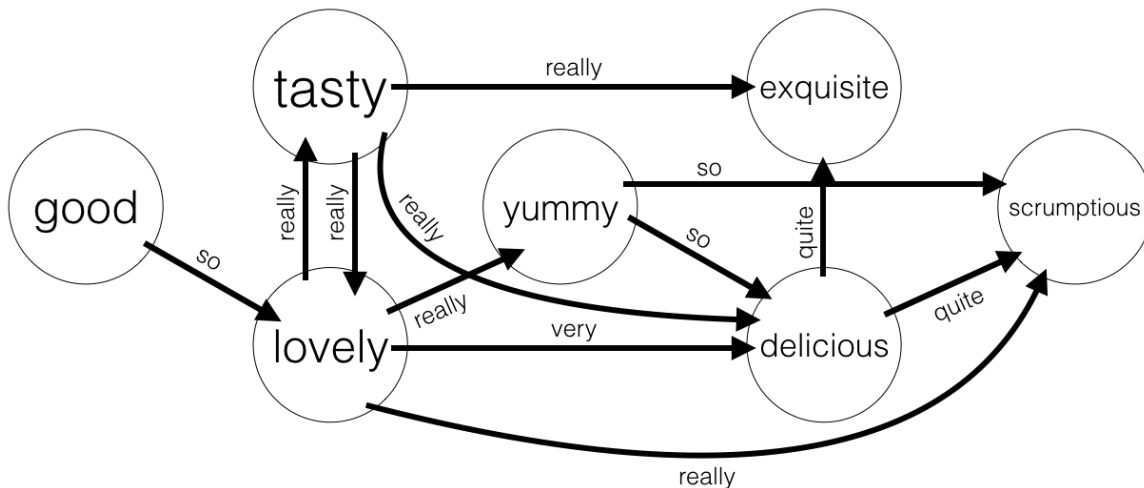 tasty
really
exquisite
good
so
really
really
really
yummy
so
so
quite
scrumptious
lovely
really
very
delicious
quite
really